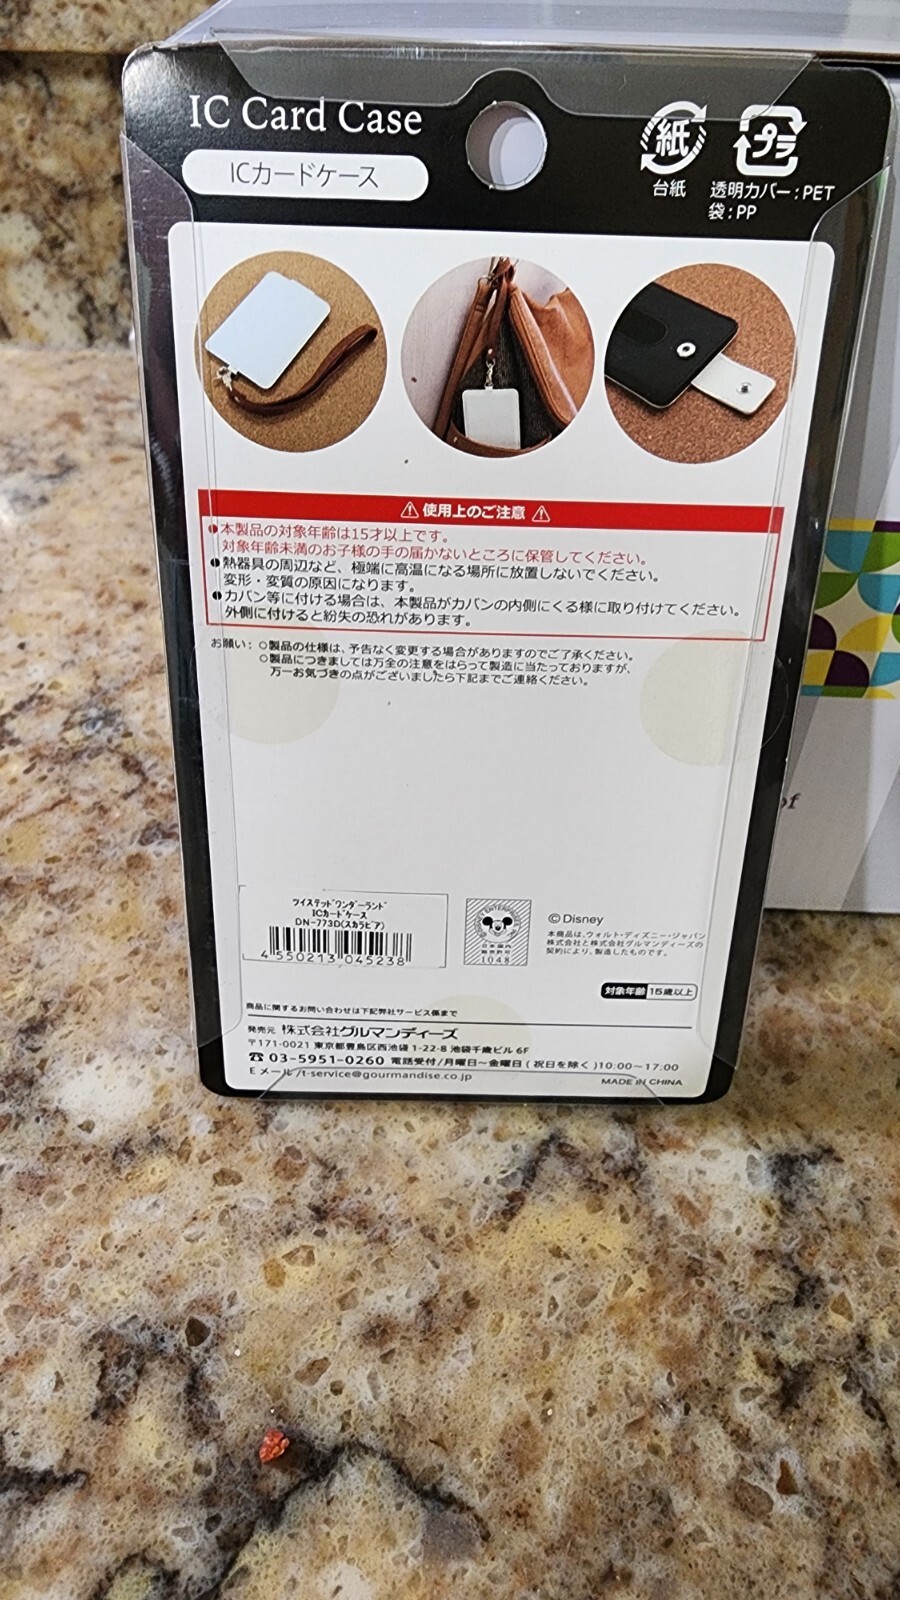 IC Card Case
ICカードケース
紙
プラ
台紙
透明カバー：PET
袋：PP
使用上のご注意
●本製品の対象年齢は15才以上です。
対象年齢未満のお子様の手の届かないところに保管してください。
●熱器具の周辺など、極端に高温になる場所に放置しないでください。
変形・変質の原因になります。
●カバン等に付ける場合は、本製品がカバンの内側にくる様に取り付けてください。
外側に付けると紛失の恐れがあります。
お願い：○製品の仕様は、予告なく変更する場合がありますのでご了承ください。
○製品につきましては万全の注意をはらって製造に当たっておりますが、
万一お気づきの点がございましたら下記までご連絡ください。
ツイステッドワンダーランド
ICカードケース
DN-773D(スカラビア)
4 550213 045238
日本国内
1048
©Disney
本商品は、ウォルト・ディズニー・ジャパン
株式会社と株式会社グルマンディーズの
契約により、製造したものです。
対象年齢 15歳以上
商品に関するお問い合わせは下記弊社サービス係まで
発売元 株式会社グルマンディーズ
〒171-0021 東京都豊島区西池袋 1-22-8 池袋千歳ビル 6F
☎ 03-5951-0260 電話受付/月曜日～金曜日 ( 祝日を除く )10:00～17:00
Eメール/t-service@gourmandise.co.jp
MADE IN CHINA
of